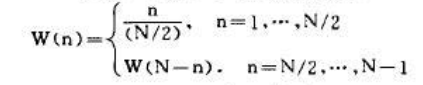 W(n)={ n/(N/2), n=1,⋯,N/2
W(N-n). n=N/2,⋯,N-1